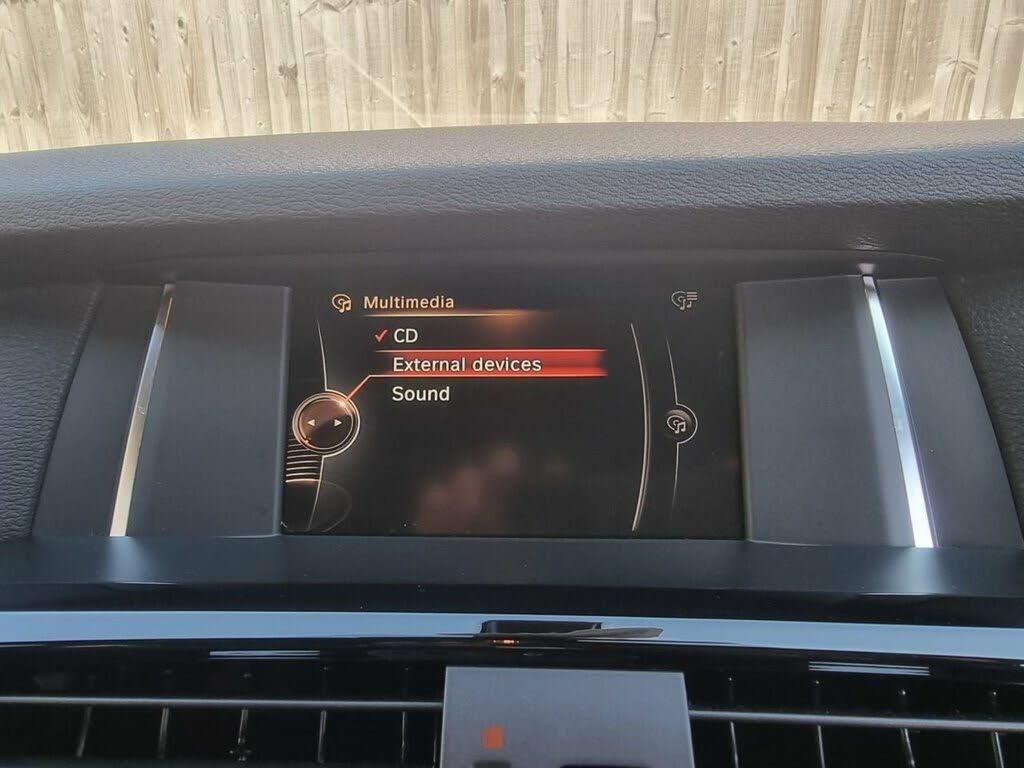 Multimedia
CD
External devices
Sound